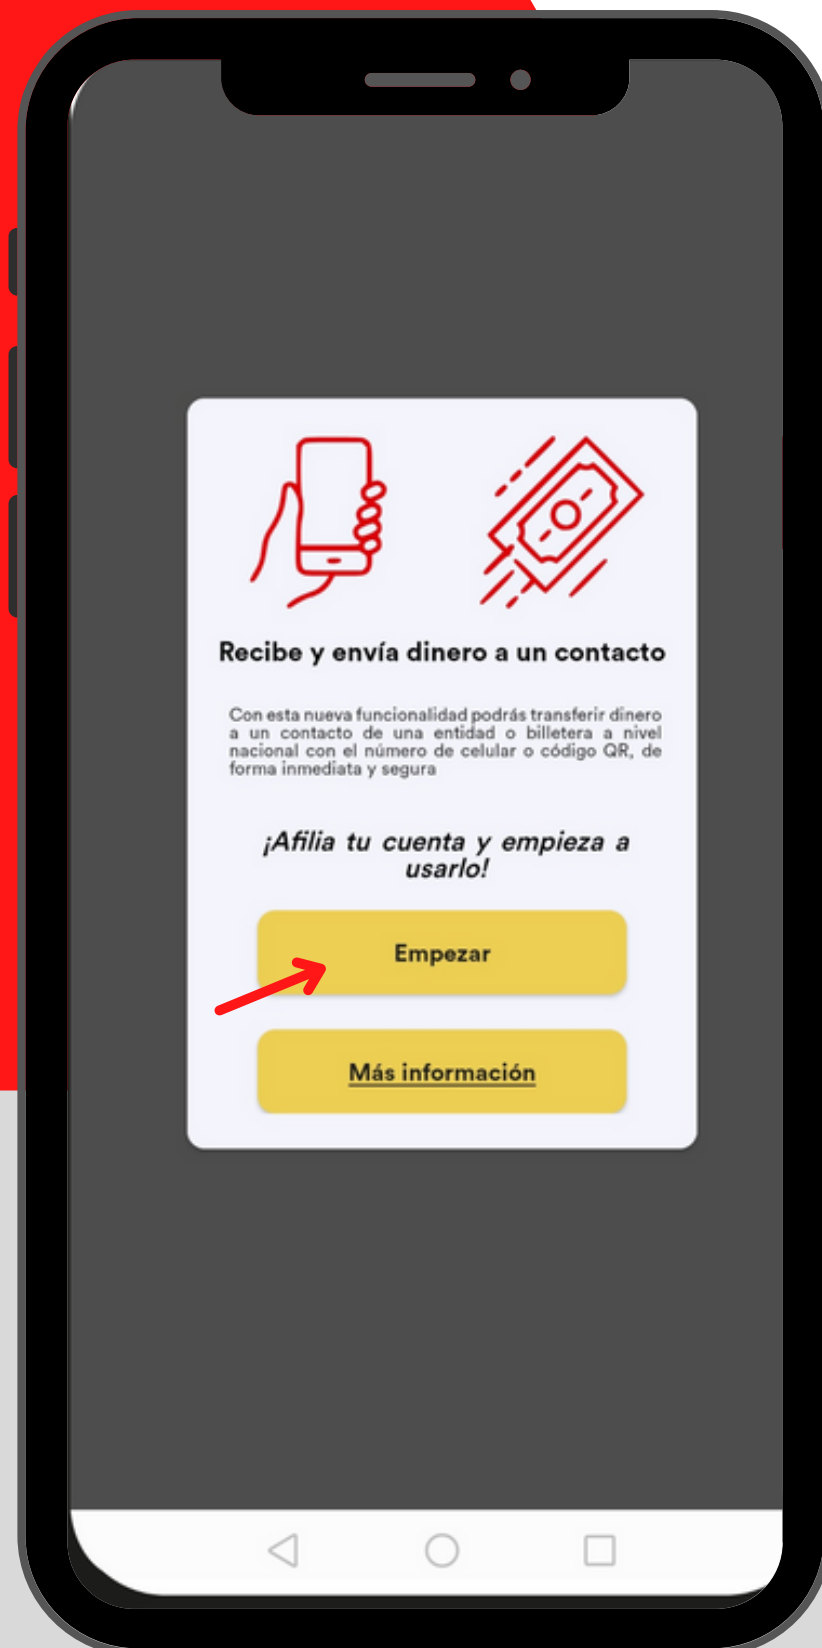 Recibe y envía dinero a un contacto
Con esta nueva funcionalidad podrás transferir dinero
a un contacto de una entidad o billetera a nivel
nacional con el número de celular o código QR, de
forma inmediata y segura
¡Afilia tu cuenta y empieza a
usarlo!
Empezar
Más información